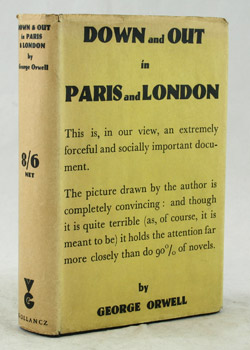 DOWN & OUT
in PARIS
& LONDON
by
George Orwell
8/6
NET
VG
GOLLANCZ
DOWN and OUT
in
PARIS and LONDON
This is, in our view, an extremely
forceful and socially important docu-
ment.
The picture drawn by the author is
completely convincing : and though
it is quite terrible (as, of course, it is
meant to be) it holds the attention far
more closely than do 90% of novels.
by
GEORGE ORWELL